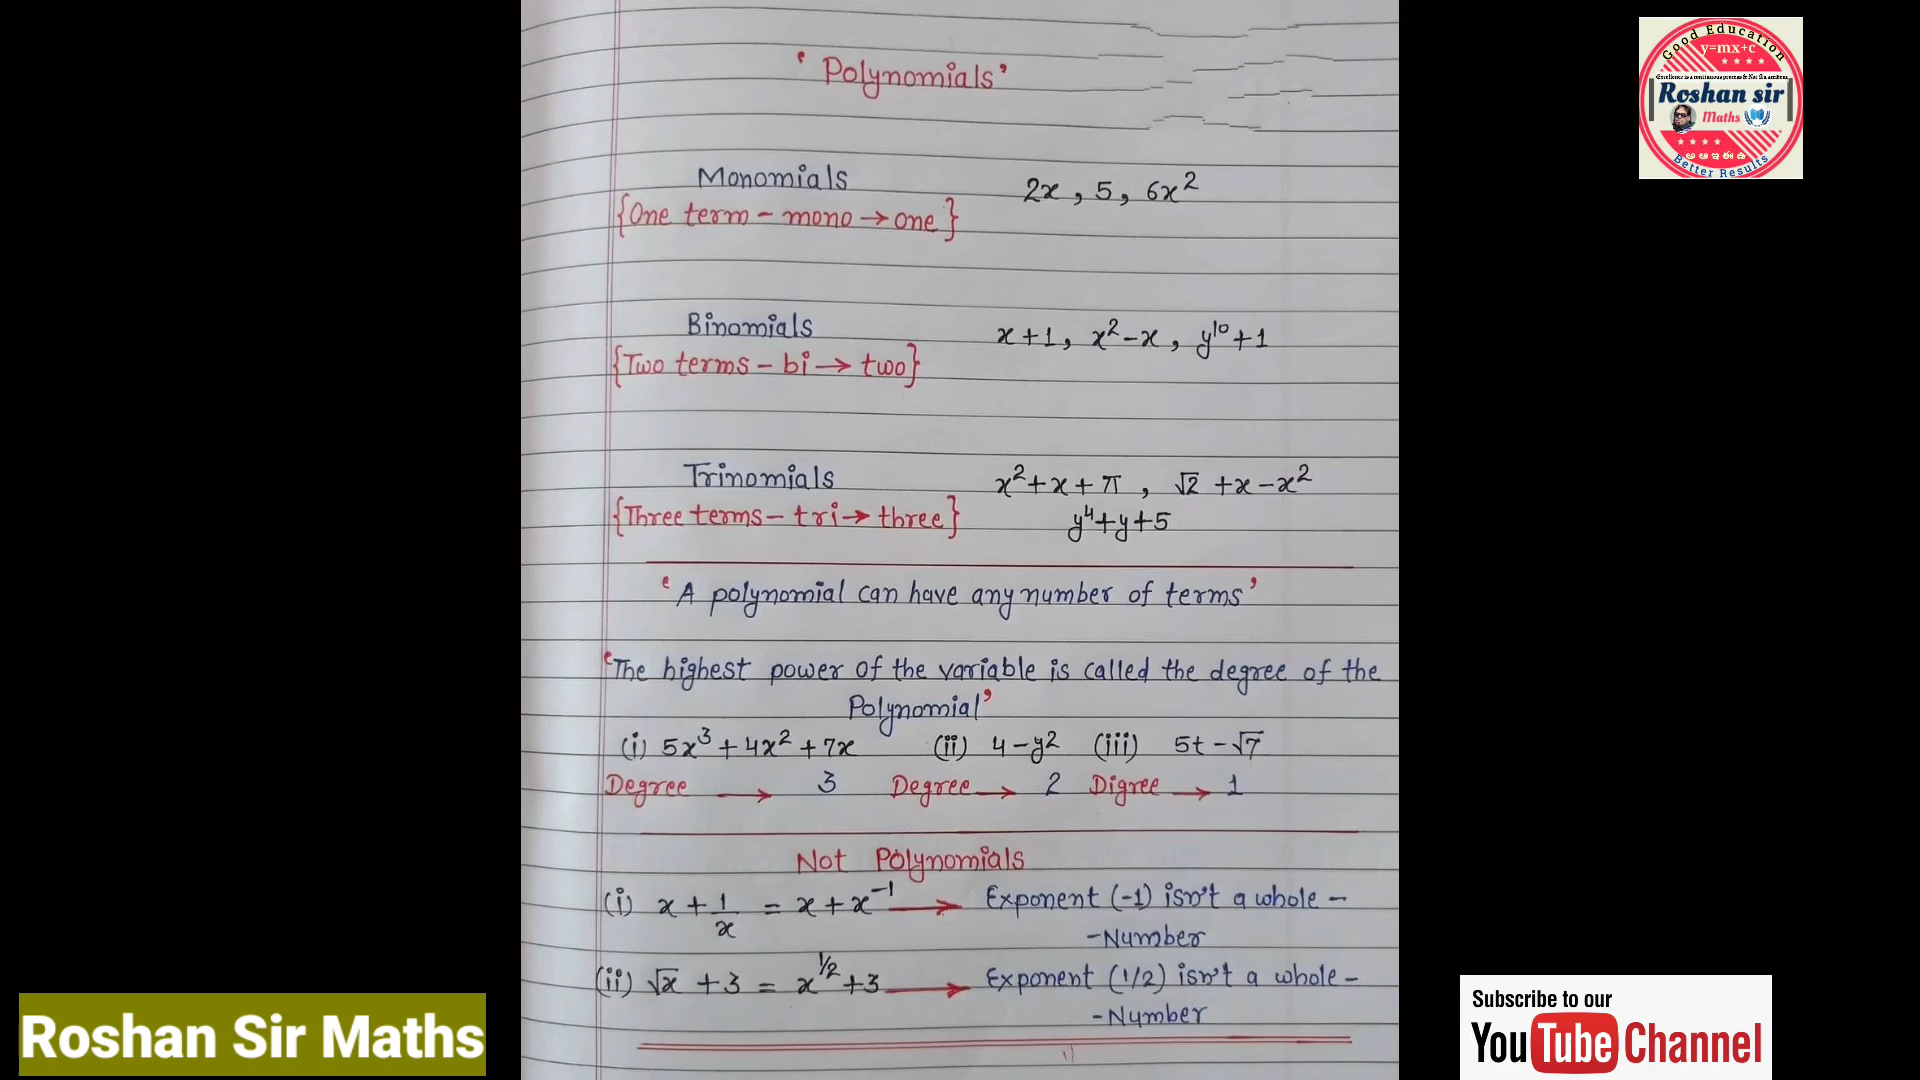 ‘ Polynomials’
Monomials 2x , 5 , 6x²
{One term – mono → one}
Binomials x+1, x²–x , y¹⁰+1
{Two terms – bi → two}
Trinomials x²+x+π , √2 +x–x²
{Three terms – tri → three} y⁴+y+5
‘ A polynomial can have any number of terms’
‘The highest power of the variable is called the degree of the
Polynomial’
(i) 5x³+4x²+7x (ii) 4–y² (iii) 5t–√7
Degree → 3 Degree → 2 Digree → 1
Not Polynomials
(i) x + 1/x = x+x⁻¹ → Exponent (-1) isn't a whole –
–Number
(ii) √x +3 = x^1/2+3 → Exponent (1/2) isn't a whole –
–Number
Good Education
y=mx+c
Roshan sir
Maths
Better Results
Roshan Sir Maths
Subscribe to our
YouTube Channel